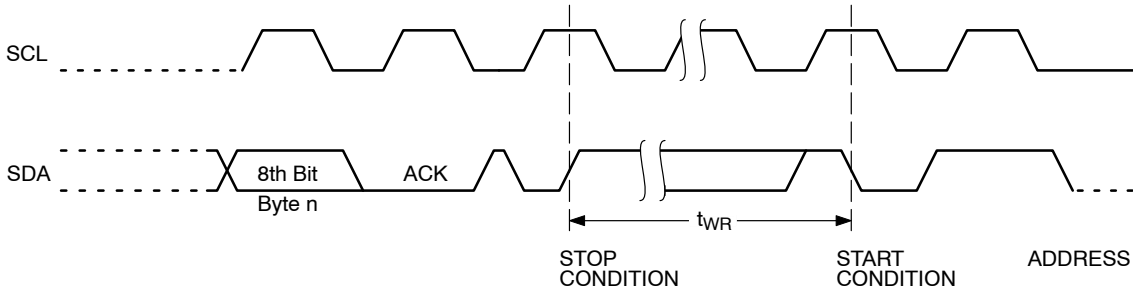 SCL
SDA
8th Bit
Byte n
ACK
tWR
STOP
CONDITION
START
CONDITION
ADDRESS